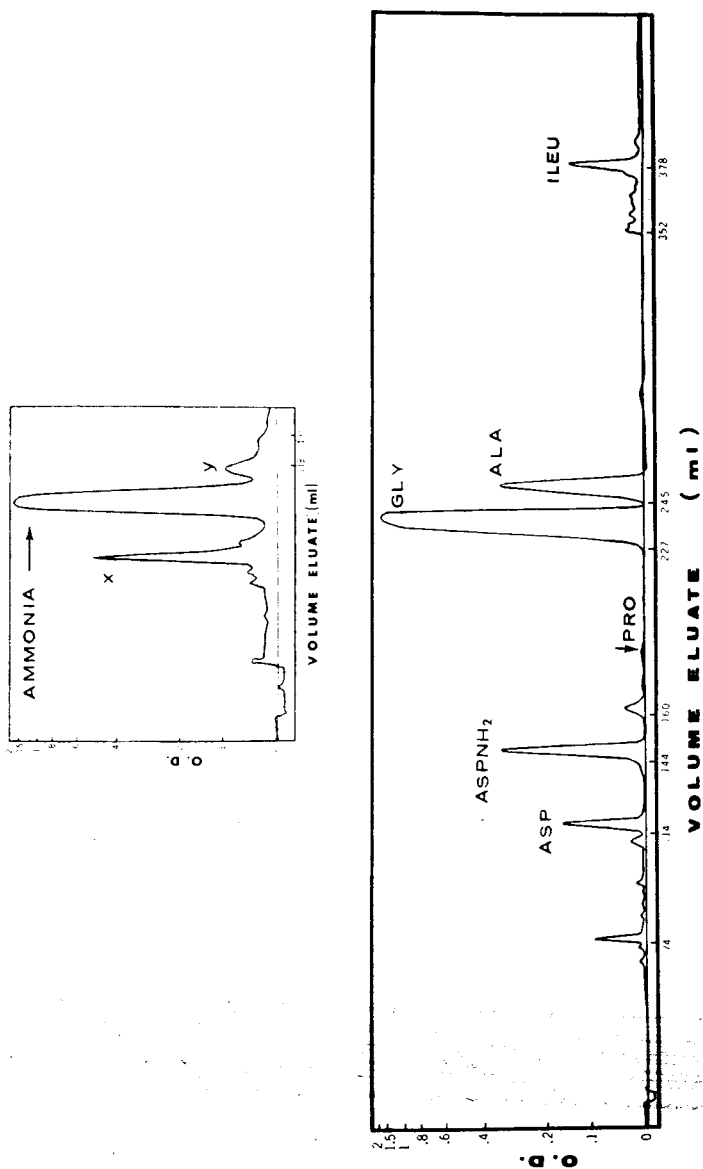 AMMONIA
x
y
O.D.
VOLUME ELUATE (ml)
ILEU
GLY
ALA
PRO
ASPNH₂
ASP
2
1.5
1
.8
.6
.4
.2
.1
0
O.D.
74
.14
144
160
227
245
352
378
VOLUME ELUATE (ml)